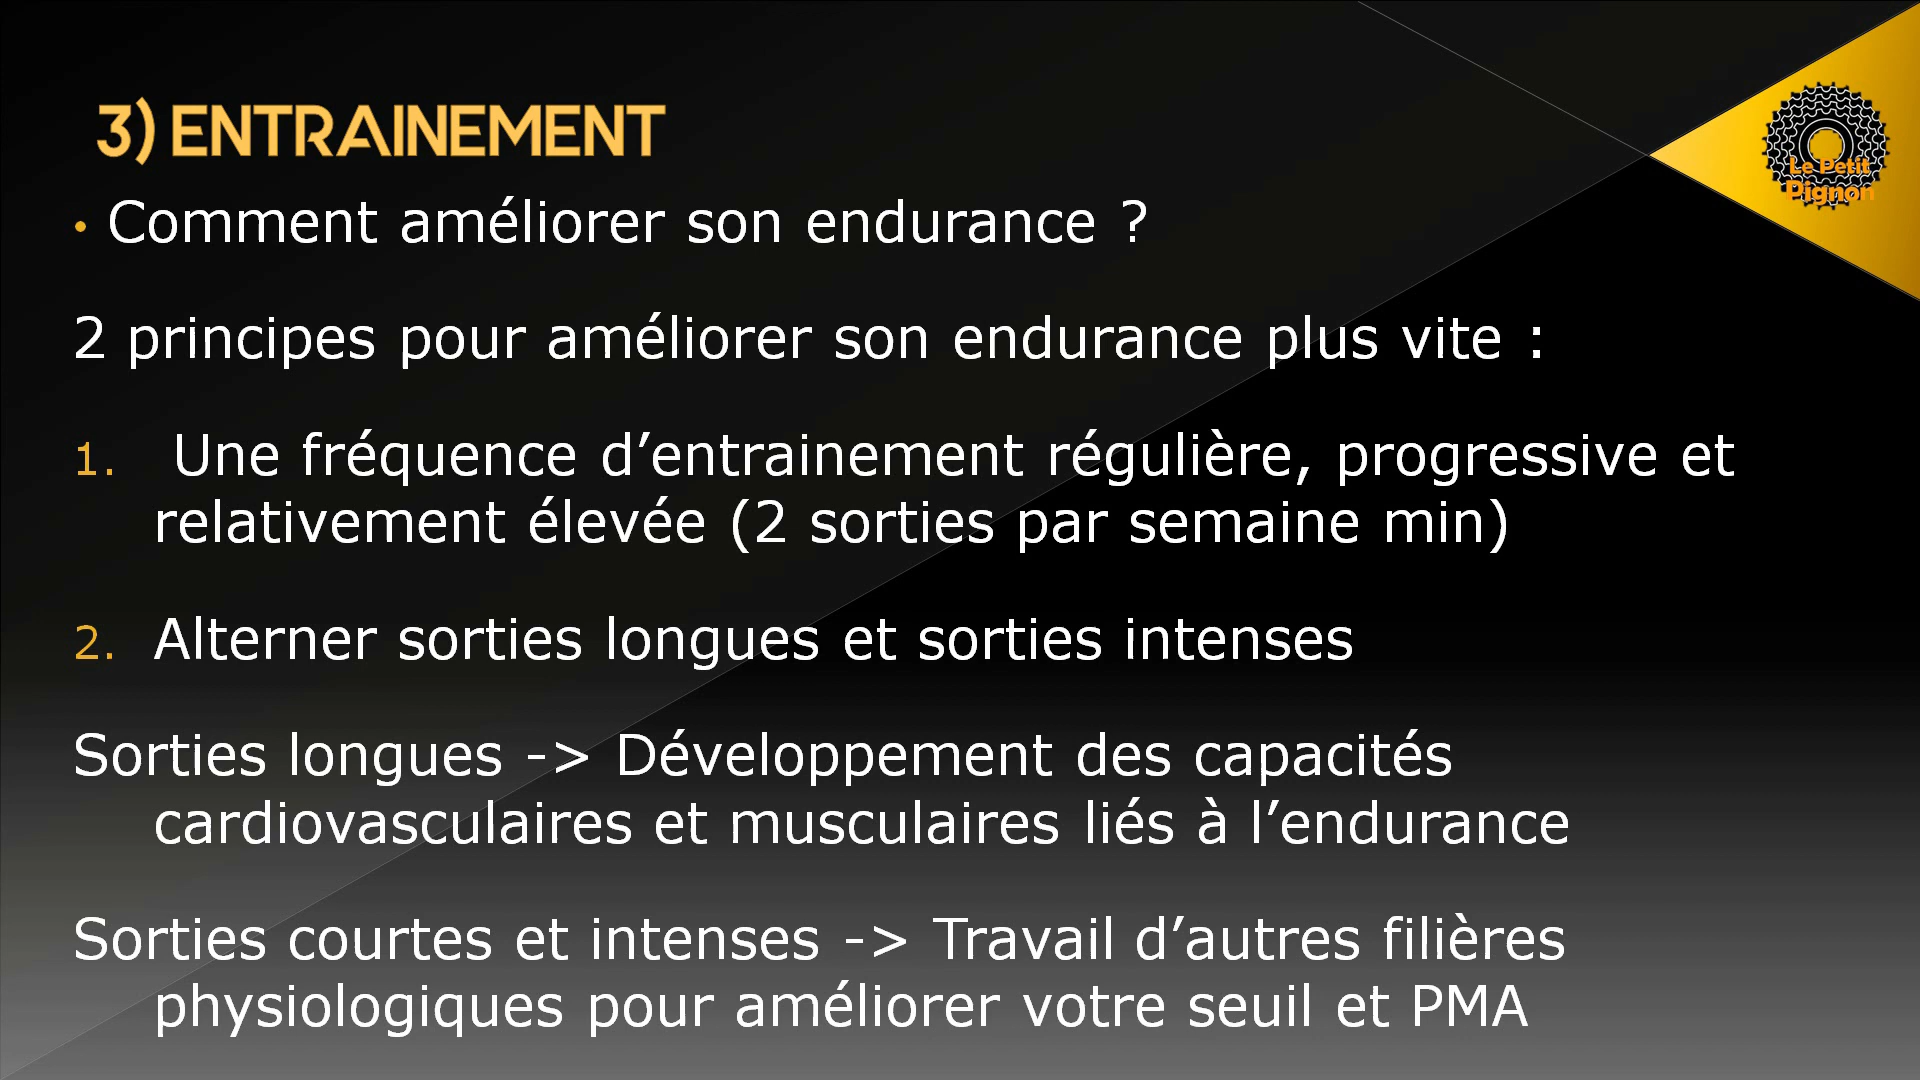 3) ENTRAINEMENT
Le Petit
Pignon
• Comment améliorer son endurance ?
2 principes pour améliorer son endurance plus vite :
1. Une fréquence d’entrainement régulière, progressive et
relativement élevée (2 sorties par semaine min)
2. Alterner sorties longues et sorties intenses
Sorties longues -> Développement des capacités
cardiovasculaires et musculaires liés à l’endurance
Sorties courtes et intenses -> Travail d’autres filières
physiologiques pour améliorer votre seuil et PMA